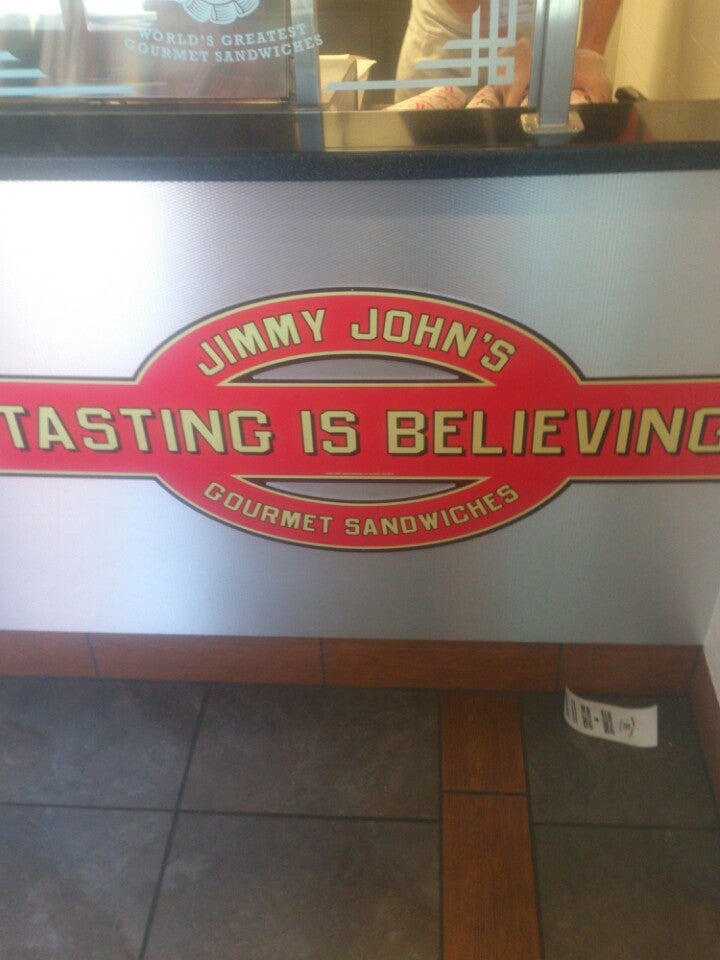 WORLD'S GREATEST
GOURMET SANDWICHES
JIMMY JOHN'S
TASTING IS BELIEVING
GOURMET SANDWICHES